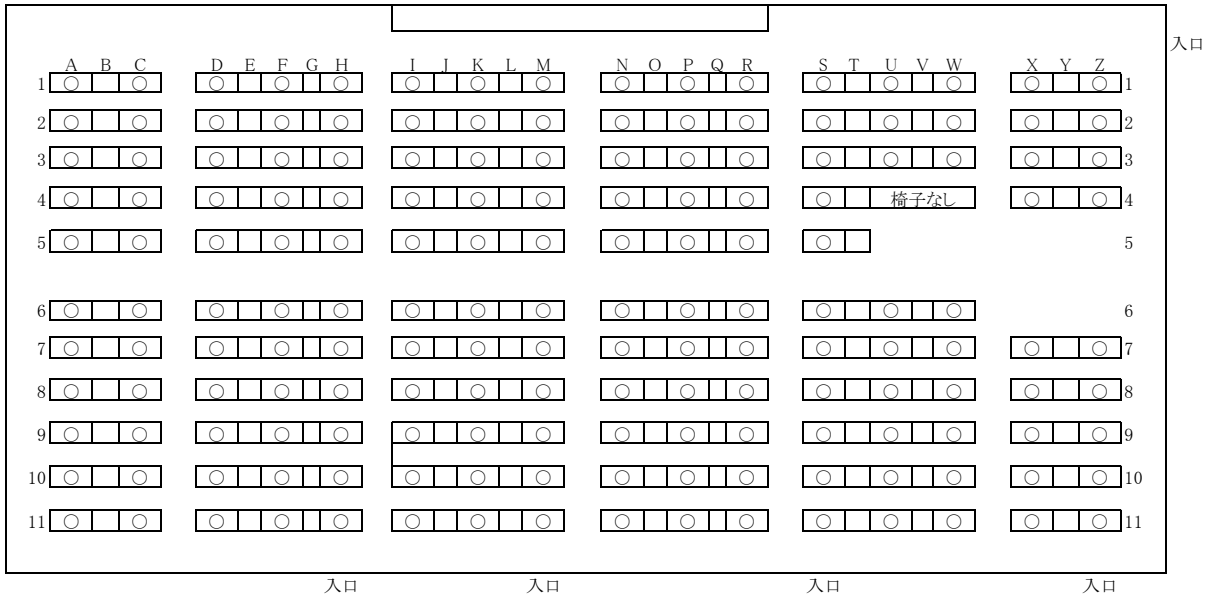 入口
A B C D E F G H I J K L M N O P Q R S T U V W X Y Z
1 ○ ○ ○ ○ ○ ○ ○ ○ ○ ○ ○ ○ ○ ○ ○ ○ 1
2 ○ ○ ○ ○ ○ ○ ○ ○ ○ ○ ○ ○ ○ ○ ○ ○ 2
3 ○ ○ ○ ○ ○ ○ ○ ○ ○ ○ ○ ○ ○ ○ ○ ○ 3
4 ○ ○ ○ ○ ○ ○ ○ ○ ○ ○ ○ ○ 椅子なし ○ ○ 4
5 ○ ○ ○ ○ ○ ○ ○ ○ ○ ○ ○ ○ 5
6 ○ ○ ○ ○ ○ ○ ○ ○ ○ ○ ○ ○ ○ ○ 6
7 ○ ○ ○ ○ ○ ○ ○ ○ ○ ○ ○ ○ ○ ○ ○ ○ 7
8 ○ ○ ○ ○ ○ ○ ○ ○ ○ ○ ○ ○ ○ ○ ○ ○ 8
9 ○ ○ ○ ○ ○ ○ ○ ○ ○ ○ ○ ○ ○ ○ ○ ○ 9
10 ○ ○ ○ ○ ○ ○ ○ ○ ○ ○ ○ ○ ○ ○ ○ ○ 10
11 ○ ○ ○ ○ ○ ○ ○ ○ ○ ○ ○ ○ ○ ○ ○ ○ 11
入口 入口 入口 入口